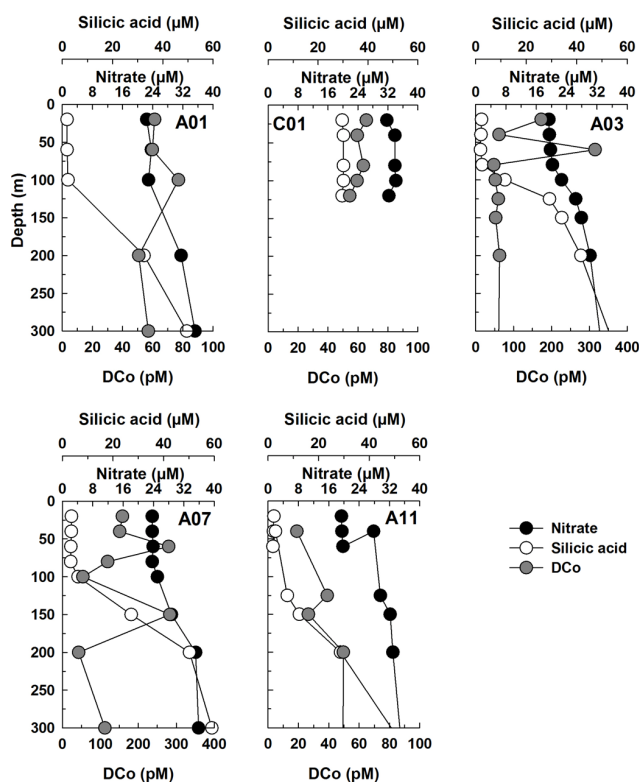 Silicic acid (µM) Silicic acid (µM) Silicic acid (µM)
0 20 40 60 0 20 40 60 0 20 40 60
Nitrate (µM) Nitrate (µM) Nitrate (µM)
0 8 16 24 32 40 0 8 16 24 32 40 0 8 16 24 32 40
A01 C01 A03
Depth (m)
0
50
100
150
200
250
300
0 20 40 60 80 100 0 20 40 60 80 100 0 100 200 300 400
DCo (pM) DCo (pM) DCo (pM)
Silicic acid (µM) Silicic acid (µM)
0 20 40 60 0 20 40 60
Nitrate (µM) Nitrate (µM)
0 8 16 24 32 40 0 8 16 24 32 40
A07 A11
0
50
100
150
200
250
300
0 100 200 300 400 0 20 40 60 80 100
DCo (pM) DCo (pM)
Nitrate
Silicic acid
DCo